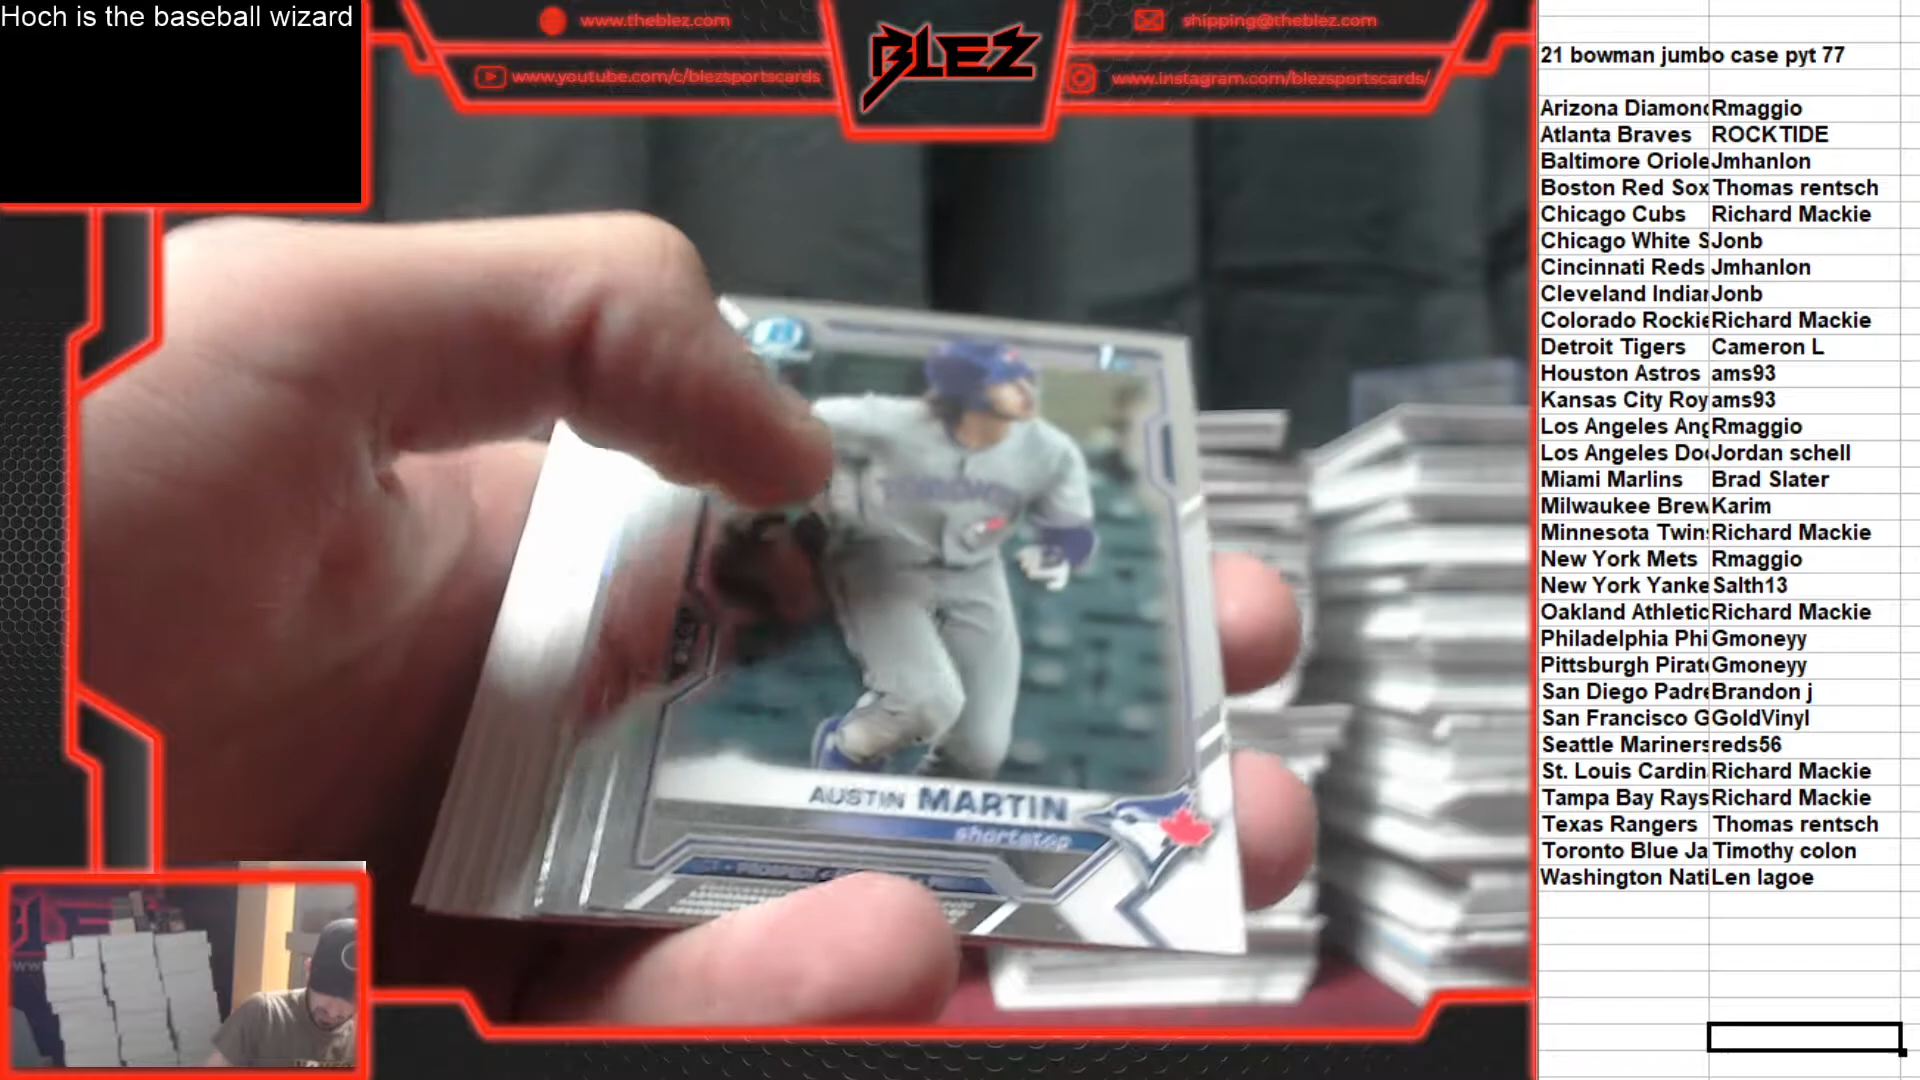 Hoch is the baseball wizard
www.theblez.com
shipping@theblez.com
BLEZ
www.youtube.com/c/blezsportscards
www.instagram.com/blezsportscards/
TORONTO
AUSTIN MARTIN
shortstop
21 bowman jumbo case pyt 77
Arizona Diamond Rmaggio
Atlanta Braves ROCKTIDE
Baltimore Oriole Jmhanlon
Boston Red Sox Thomas rentsch
Chicago Cubs Richard Mackie
Chicago White S Jonb
Cincinnati Reds Jmhanlon
Cleveland Indian Jonb
Colorado Rockie Richard Mackie
Detroit Tigers Cameron L
Houston Astros ams93
Kansas City Roy ams93
Los Angeles Ang Rmaggio
Los Angeles Dod Jordan schell
Miami Marlins Brad Slater
Milwaukee Brew Karim
Minnesota Twins Richard Mackie
New York Mets Rmaggio
New York Yanke Salth13
Oakland Athletic Richard Mackie
Philadelphia Phi Gmoneyy
Pittsburgh Pirate Gmoneyy
San Diego Padre Brandon j
San Francisco G GoldVinyl
Seattle Mariners reds56
St. Louis Cardin Richard Mackie
Tampa Bay Rays Richard Mackie
Texas Rangers Thomas rentsch
Toronto Blue Ja Timothy colon
Washington Nati Len lagoe